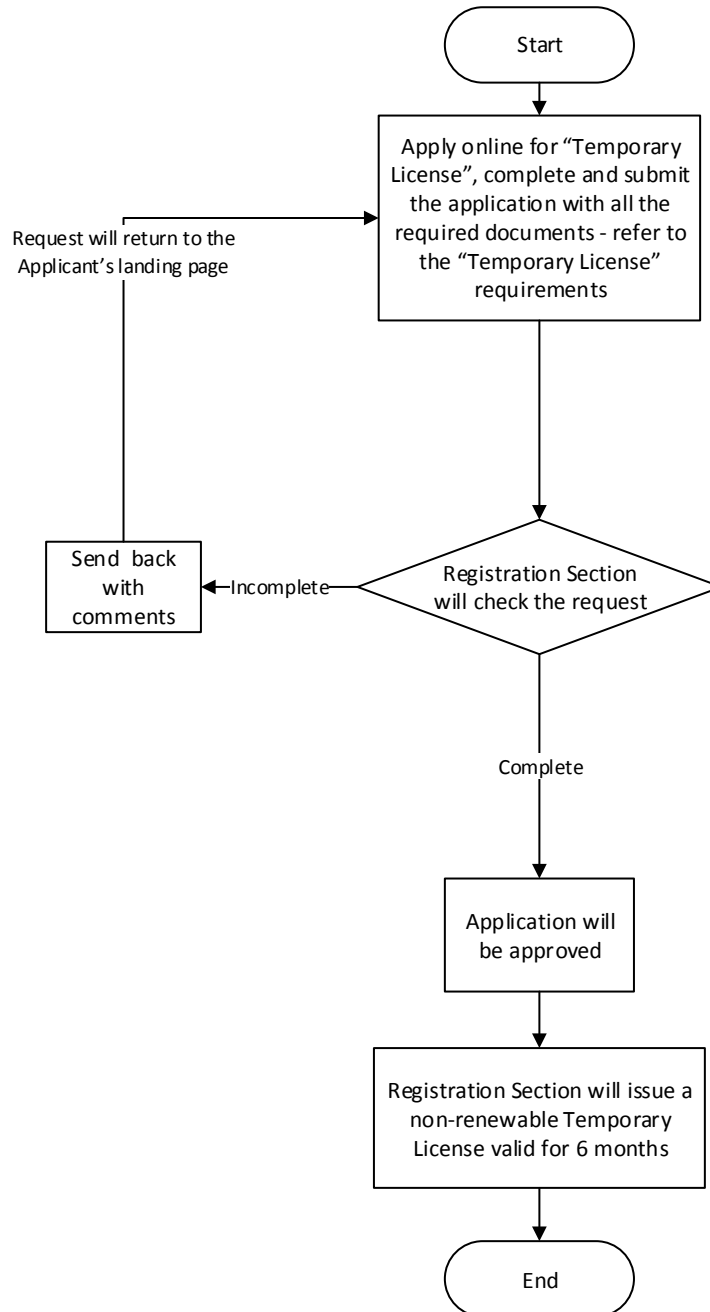 Start
Apply online for “Temporary
License”, complete and submit
the application with all the
required documents - refer to
the “Temporary License”
requirements
Request will return to the
Applicant’s landing page
Registration Section
will check the request
Incomplete
Send back
with
comments
Complete
Application will
be approved
Registration Section will issue a
non-renewable Temporary
License valid for 6 months
End